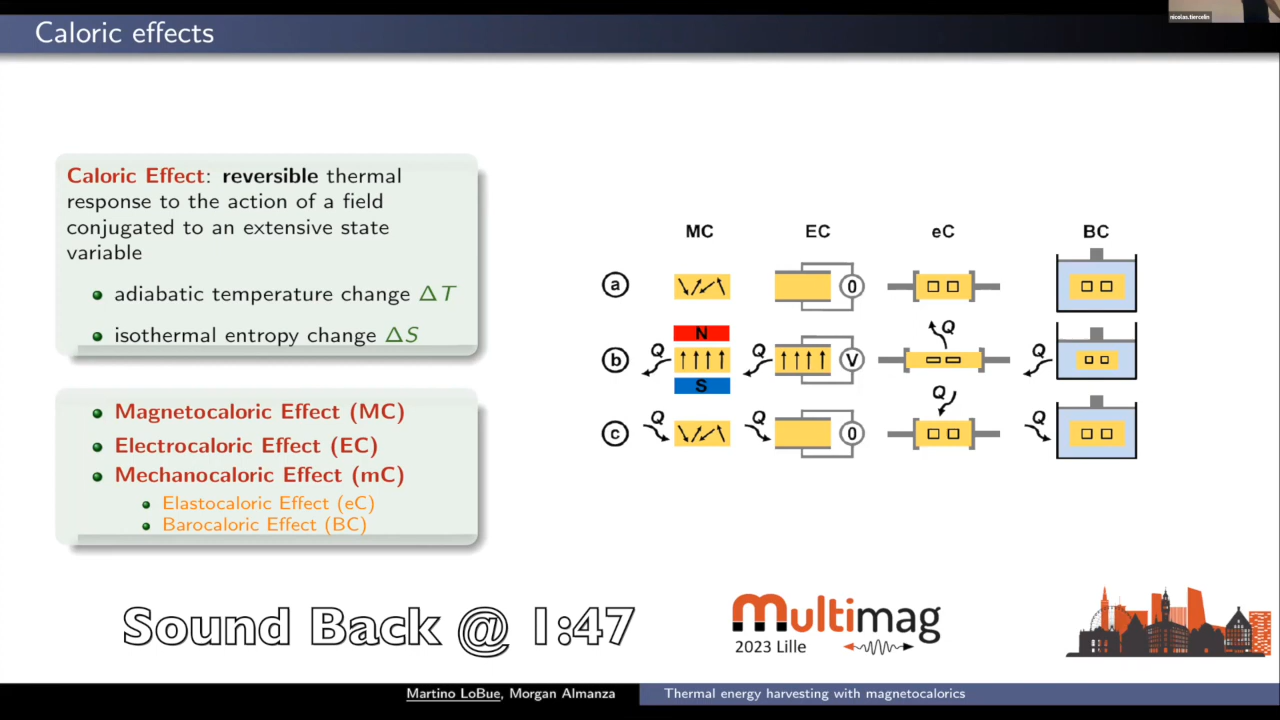 Caloric effects
nicolas.tiercelin
Caloric Effect: reversible thermal
response to the action of a field
conjugated to an extensive state
variable
adiabatic temperature change ΔT
isothermal entropy change ΔS
Magnetocaloric Effect (MC)
Electrocaloric Effect (EC)
Mechanocaloric Effect (mC)
Elastocaloric Effect (eC)
Barocaloric Effect (BC)
MC EC eC BC
a 0
b Q N S Q V Q Q
c Q Q 0 Q Q
Sound Back @ 1:47
multimag
2023 Lille
Martino LoBue, Morgan Almanza Thermal energy harvesting with magnetocalorics